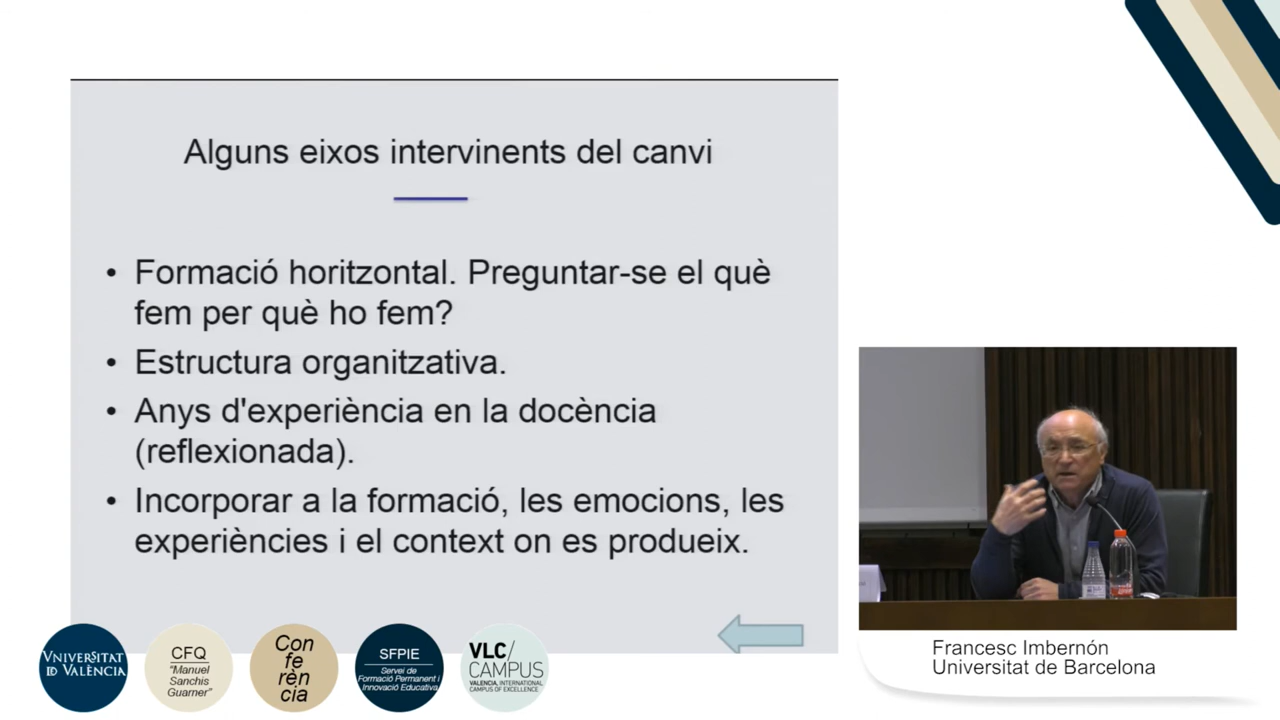 Alguns eixos intervinents del canvi
• Formació horitzontal. Preguntar-se el què
fem per què ho fem?
• Estructura organitzativa.
• Anys d'experiència en la docència
(reflexionada).
• Incorporar a la formació, les emocions, les
experiències i el context on es produeix.
VNIVERSITAT
ID VALÈNCIA
CFQ
"Manuel
Sanchis
Guarner"
Con
fe
rèn
cia
SFPIE
Servei de
Formació Permanent i
Innovació Educativa
VLC/
CAMPUS
VALENCIA, INTERNATIONAL
CAMPUS OF EXCELLENCE
Francesc Imbernón
Universitat de Barcelona